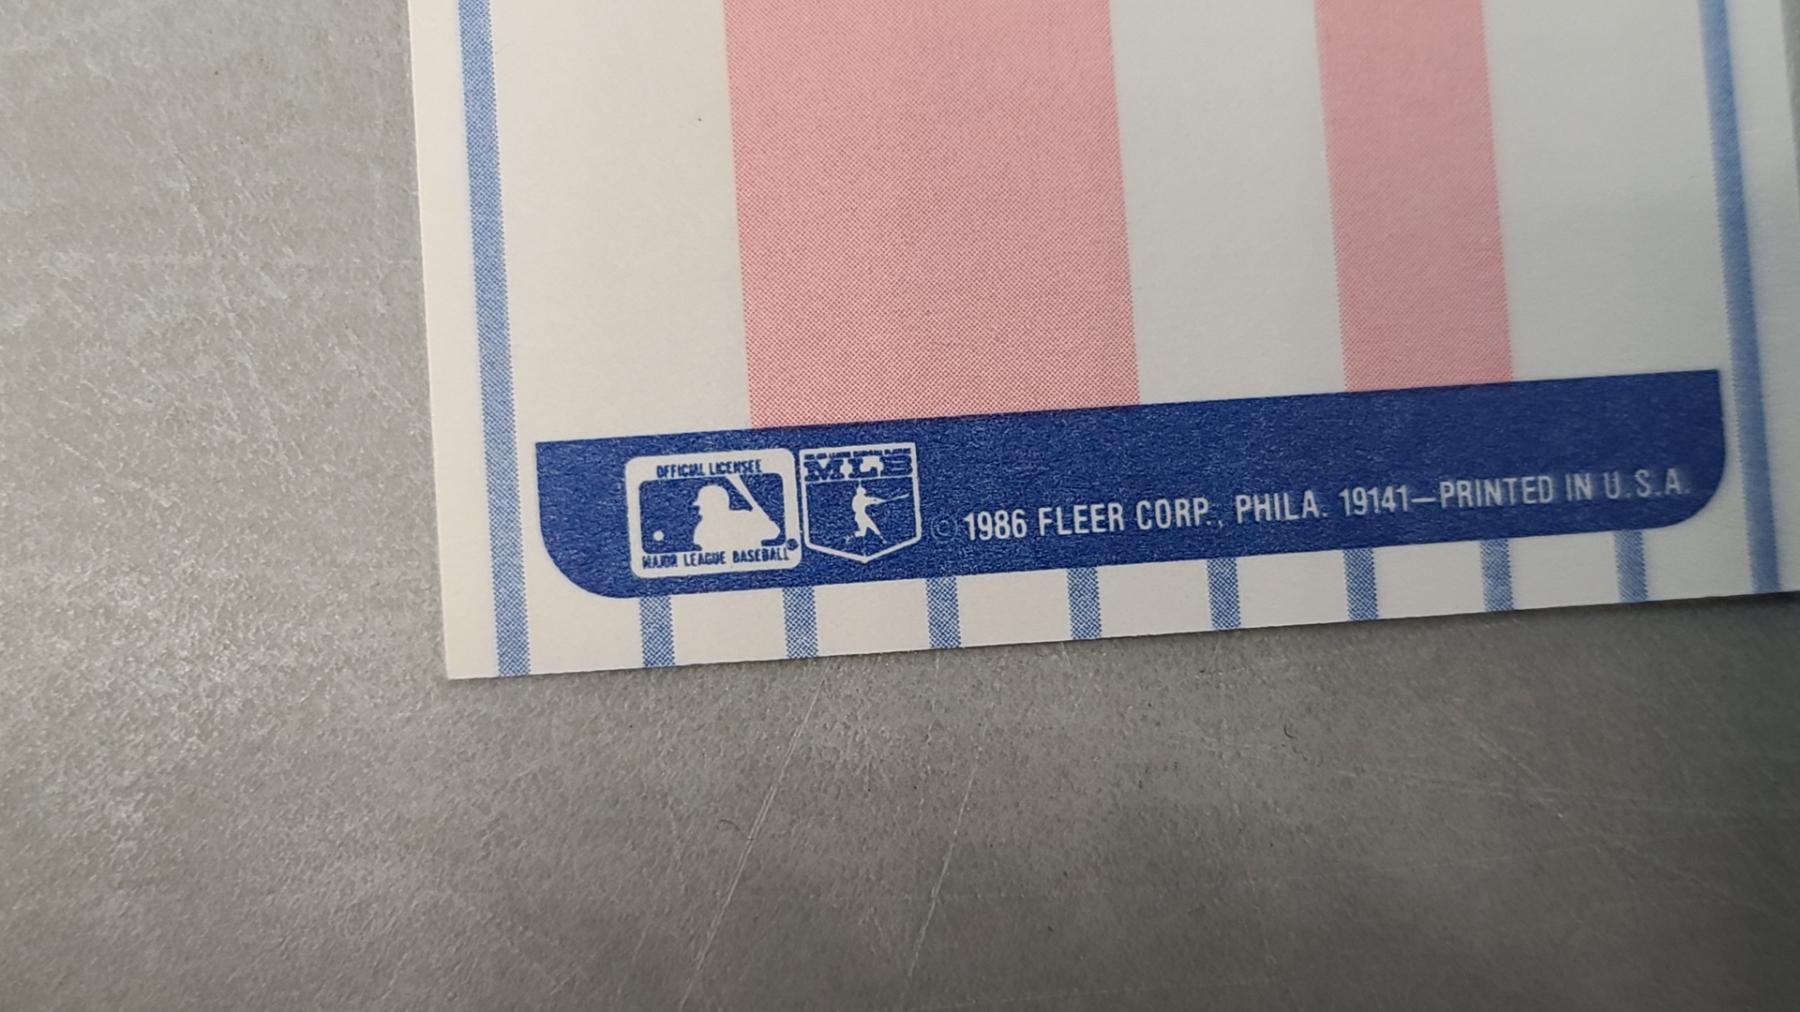 OFFICIAL LICENSEE
MAJOR LEAGUE BASEBALL®
MLB
© 1986 FLEER CORP., PHILA. 19141—PRINTED IN U.S.A.